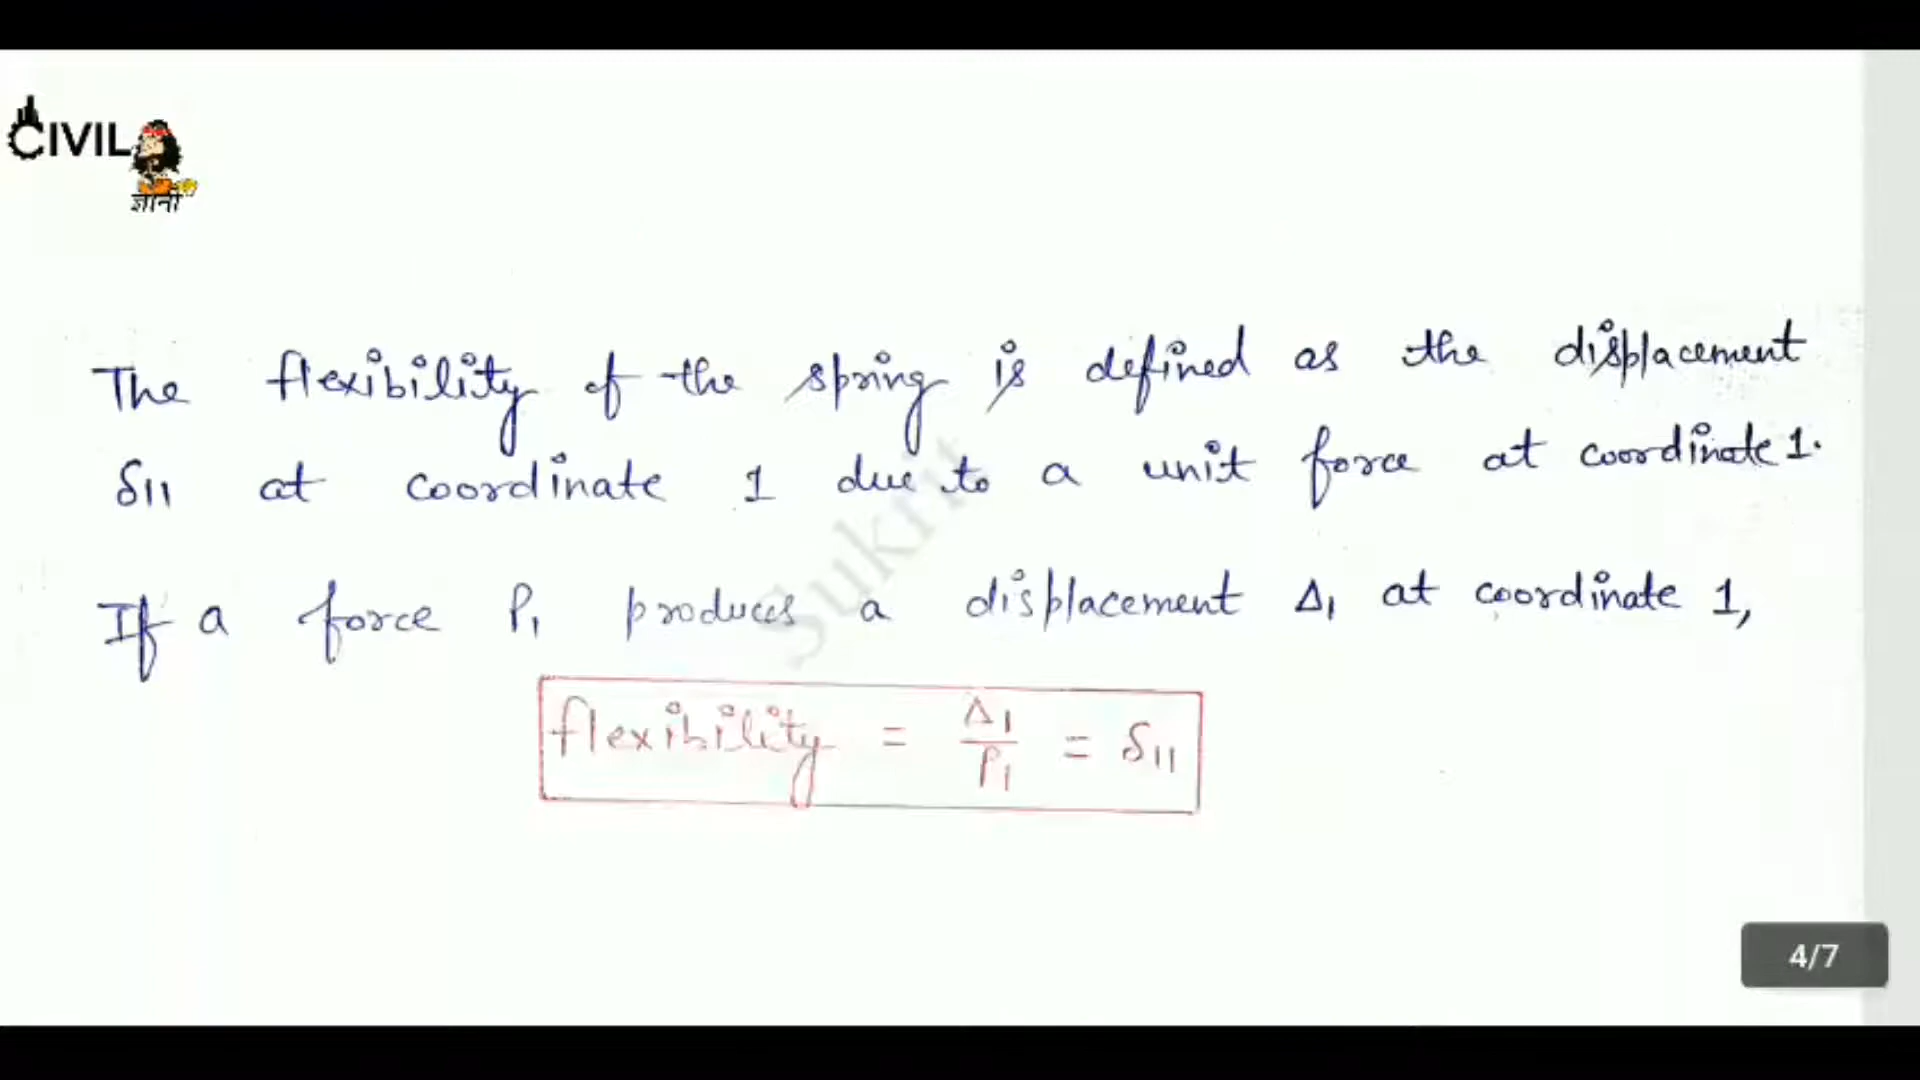 CIVIL
ज्ञानी
The flexibility of the spring is defined as the displacement
δ11 at coordinate 1 due to a unit force at coordinate 1.
If a force P1 produces a displacement Δ1 at coordinate 1,
flexibility = Δ1/P1 = δ11
Sukrit
4/7